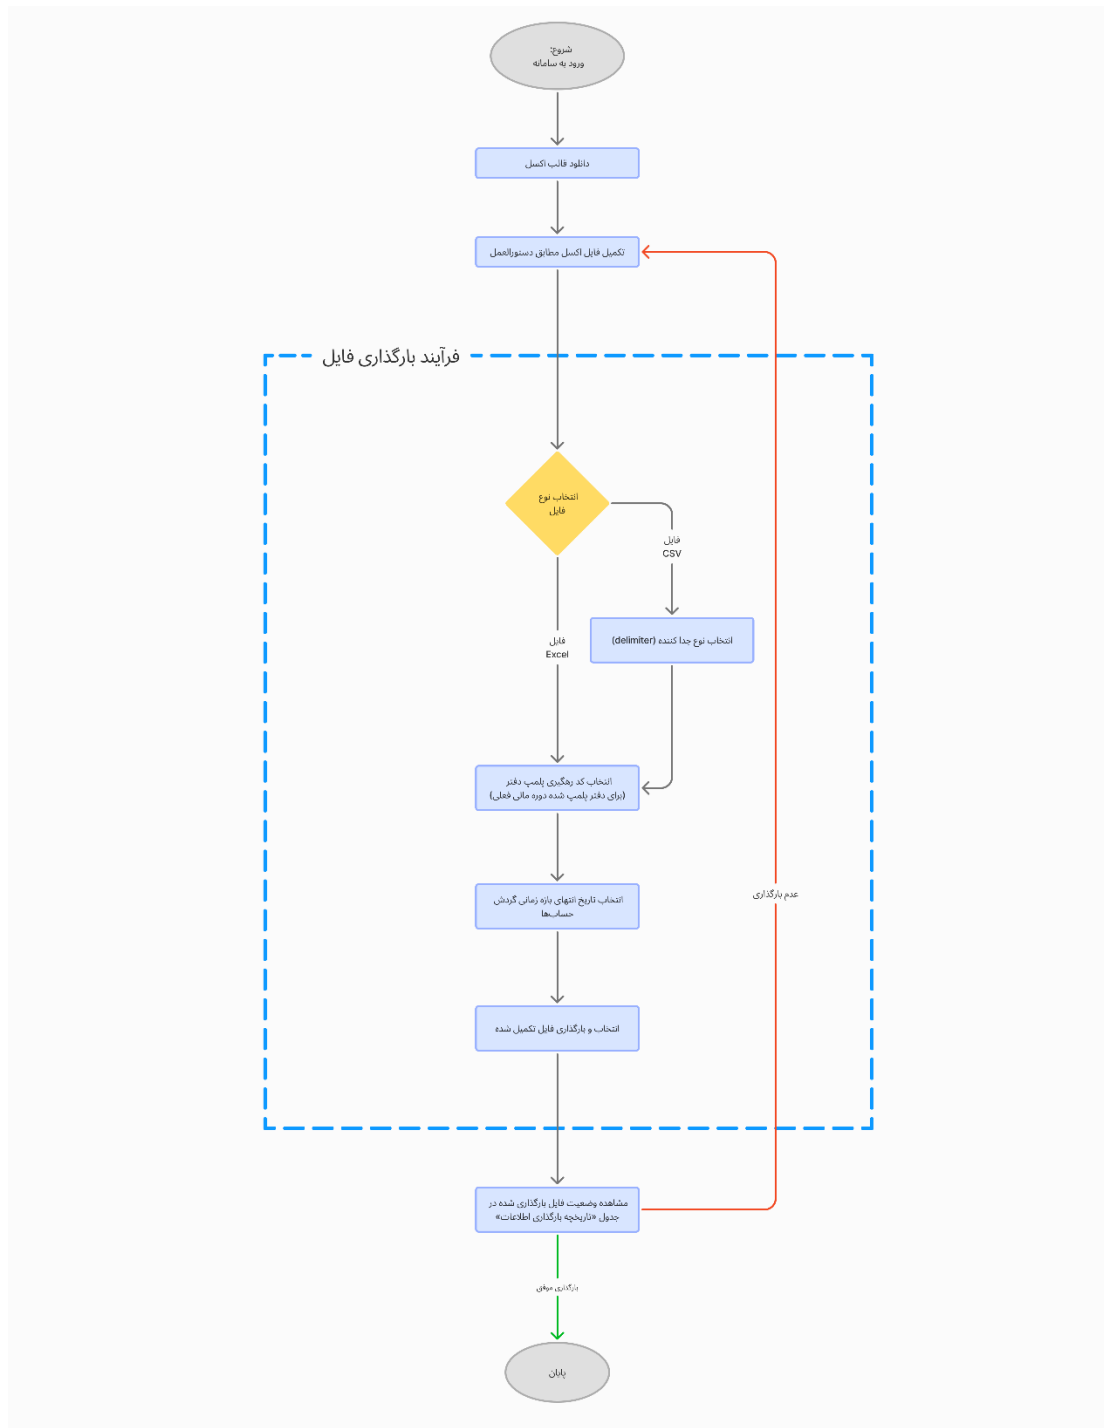 شروع:
ورود به سامانه
دانلود قالب اکسل
تکمیل فایل اکسل مطابق دستورالعمل
فرآیند بارگذاری فایل
انتخاب نوع
فایل
فایل
CSV
انتخاب نوع جدا کننده (delimiter)
فایل
Excel
انتخاب کد رهگیری پلمپ دفتر
(برای دفتر پلمپ شده دوره مالی فعلی)
انتخاب تاریخ انتهای بازه زمانی گردش
حساب‌ها
عدم بارگذاری
انتخاب و بارگذاری فایل تکمیل شده
مشاهده وضعیت فایل بارگذاری شده در
جدول «تاریخچه بارگذاری اطلاعات»
بارگذاری موفق
پایان